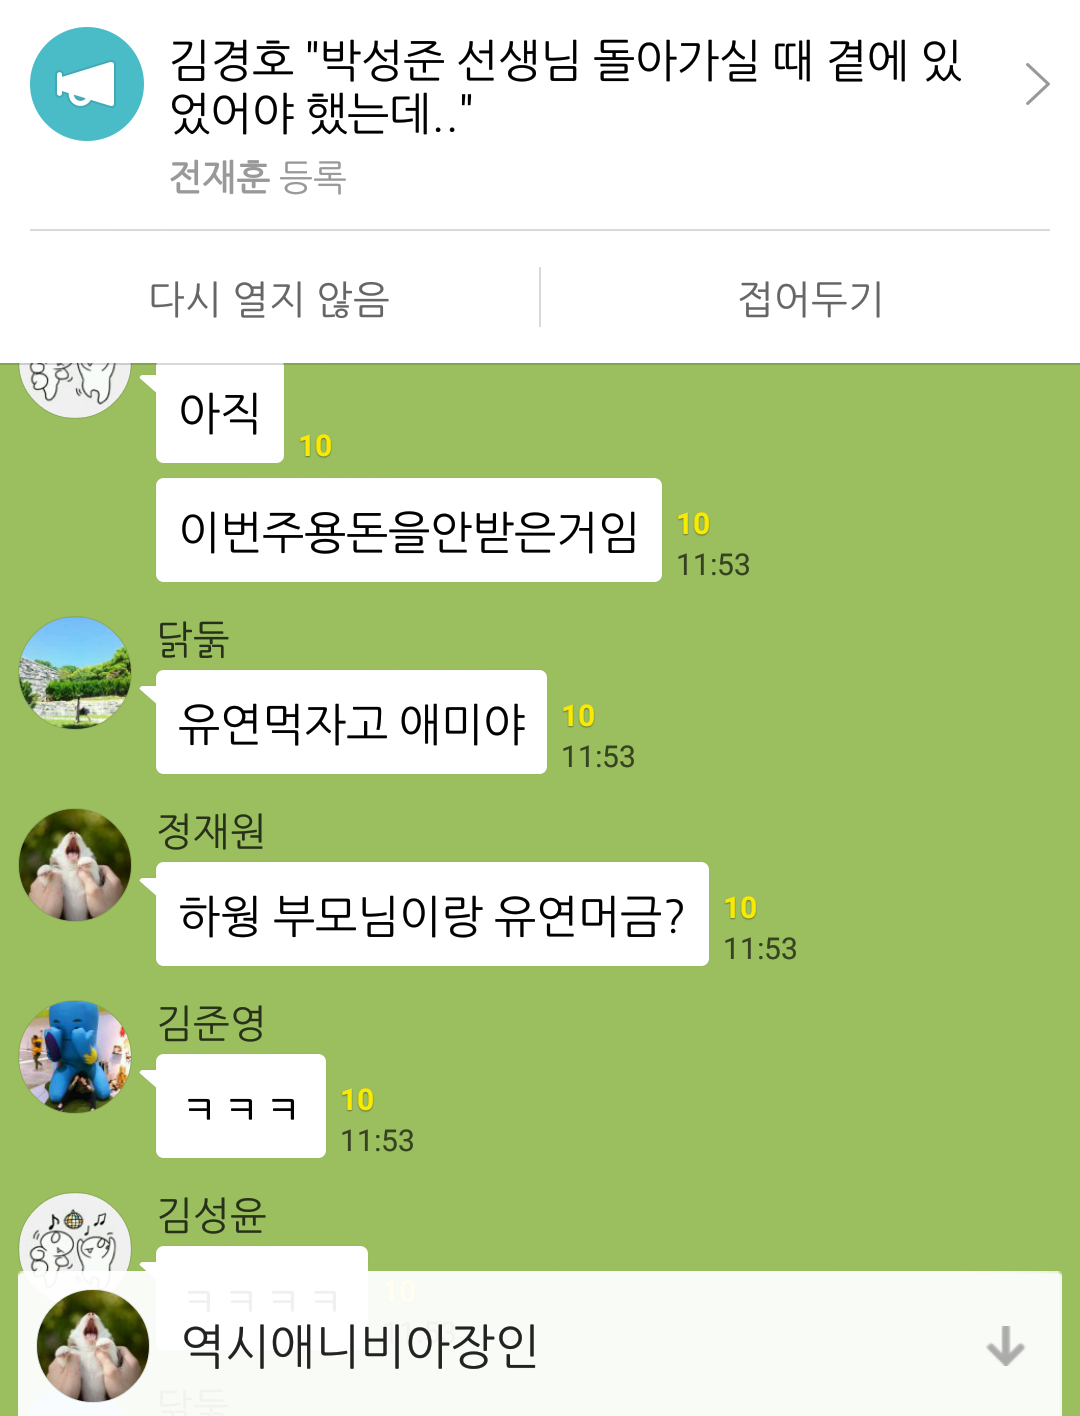 김경호 "박성준 선생님 돌아가실 때 곁에 있
었어야 했는데.."
전재훈 등록
다시 열지 않음
접어두기
아직
10
이번주용돈을안받은거임
10
11:53
닭둙
유연먹자고 애미야
10
11:53
정재원
하웡 부모님이랑 유연머금?
10
11:53
김준영
ㅋㅋㅋ
10
11:53
김성윤
ㅋㅋㅋㅋ
10
역시애니비아장인
닭둙